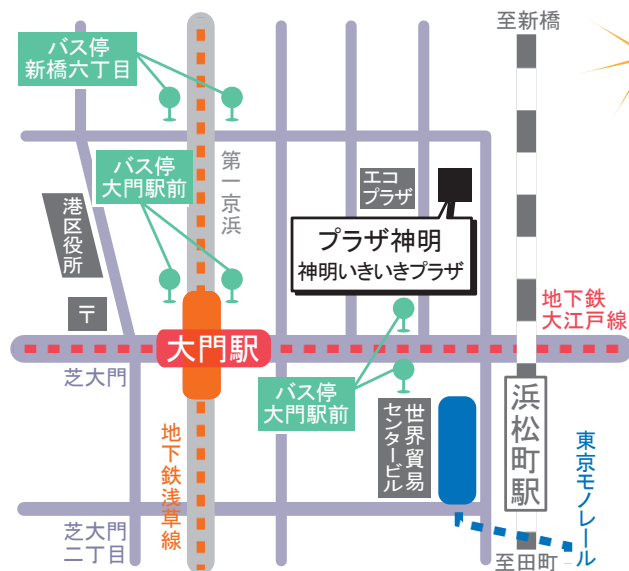 バス停
新橋六丁目
至新橋
第一京浜
バス停
大門駅前
エコ
プラザ
港区役所
プラザ神明
神明いきいきプラザ
〒
地下鉄
大江戸線
大門駅
芝大門
バス停
大門駅前
世界貿易
センタービル
浜松町駅
東京モノレール
地下鉄浅草線
芝大門
二丁目
至田町